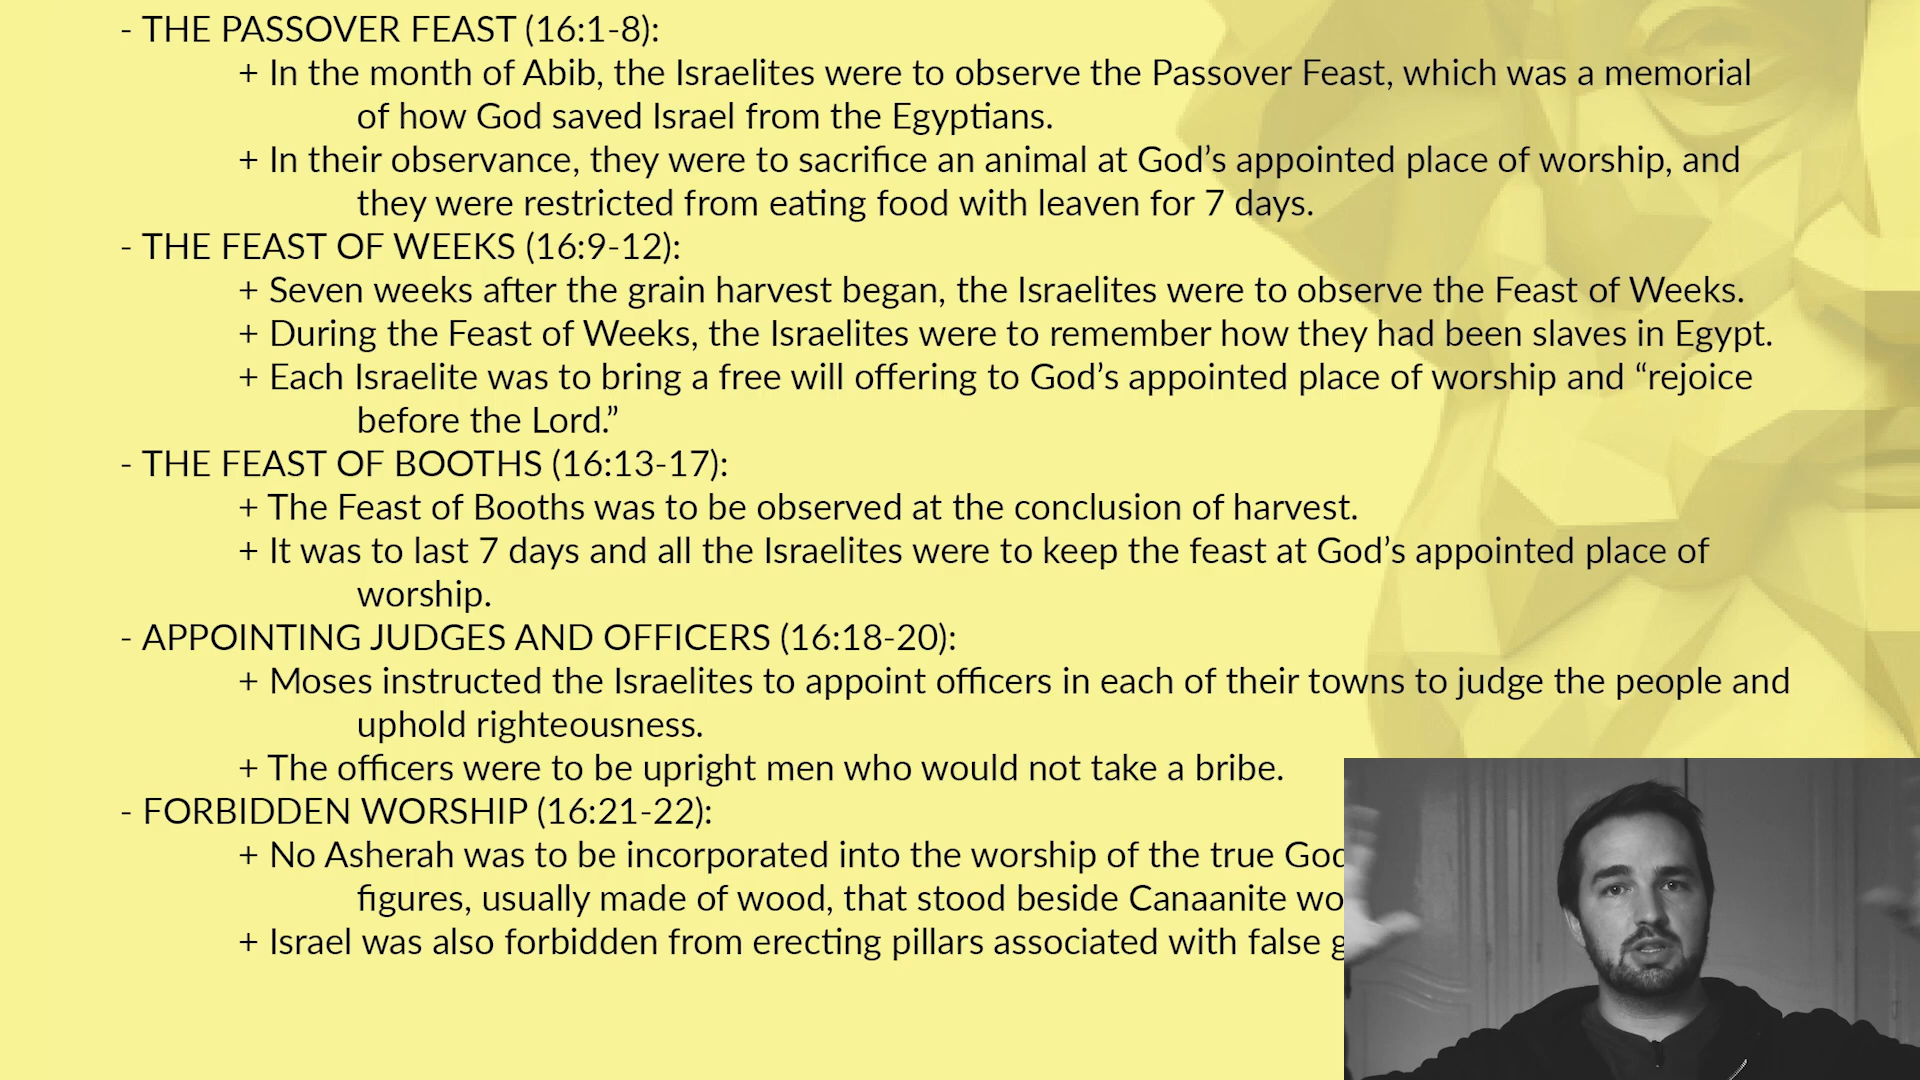 - THE PASSOVER FEAST (16:1-8):
+ In the month of Abib, the Israelites were to observe the Passover Feast, which was a memorial
of how God saved Israel from the Egyptians.
+ In their observance, they were to sacrifice an animal at God’s appointed place of worship, and
they were restricted from eating food with leaven for 7 days.
- THE FEAST OF WEEKS (16:9-12):
+ Seven weeks after the grain harvest began, the Israelites were to observe the Feast of Weeks.
+ During the Feast of Weeks, the Israelites were to remember how they had been slaves in Egypt.
+ Each Israelite was to bring a free will offering to God’s appointed place of worship and “rejoice
before the Lord.”
- THE FEAST OF BOOTHS (16:13-17):
+ The Feast of Booths was to be observed at the conclusion of harvest.
+ It was to last 7 days and all the Israelites were to keep the feast at God’s appointed place of
worship.
- APPOINTING JUDGES AND OFFICERS (16:18-20):
+ Moses instructed the Israelites to appoint officers in each of their towns to judge the people and
uphold righteousness.
+ The officers were to be upright men who would not take a bribe.
- FORBIDDEN WORSHIP (16:21-22):
+ No Asherah was to be incorporated into the worship of the true God
figures, usually made of wood, that stood beside Canaanite
+ Israel was also forbidden from erecting pillars associated with false